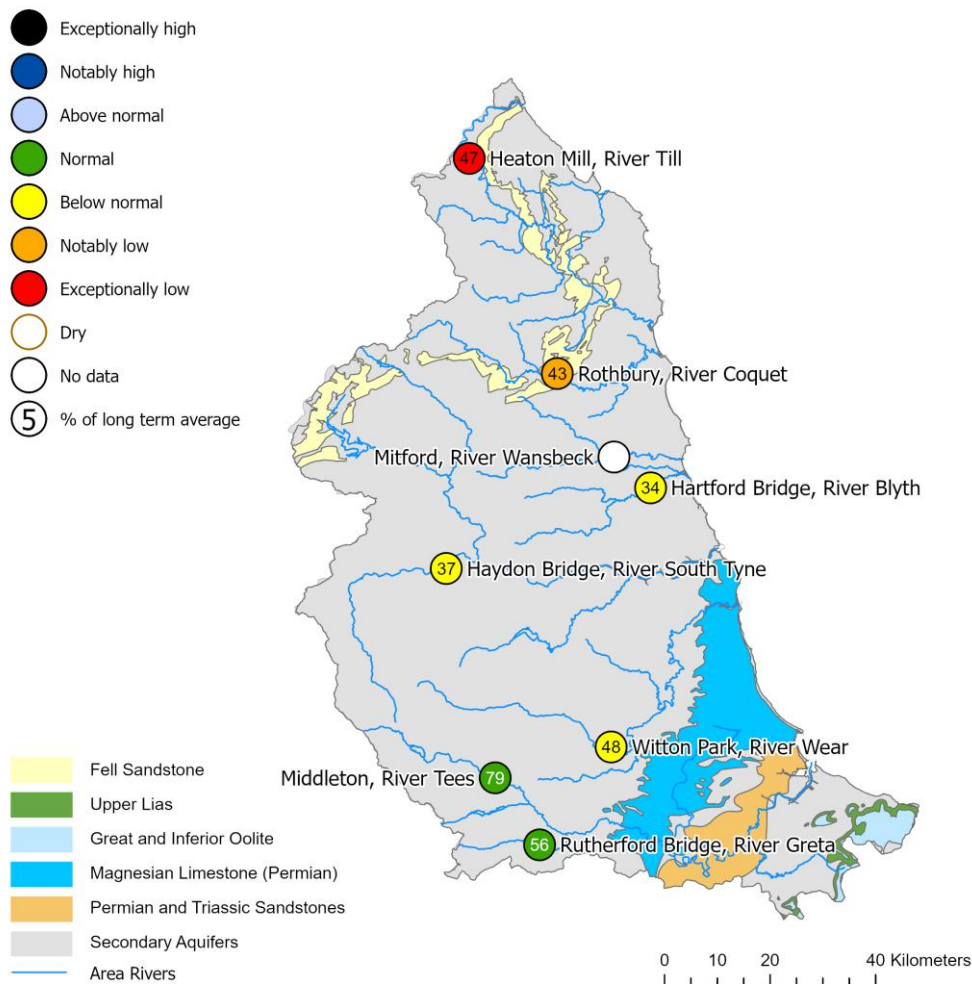 Exceptionally high
Notably high
Above normal
Normal
Below normal
Notably low
Exceptionally low
Dry
No data
5 % of long term average
47 Heaton Mill, River Till
43 Rothbury, River Coquet
Mitford, River Wansbeck
34 Hartford Bridge, River Blyth
37 Haydon Bridge, River South Tyne
48 Witton Park, River Wear
Middleton, River Tees 79
56 Rutherford Bridge, River Greta
Fell Sandstone
Upper Lias
Great and Inferior Oolite
Magnesian Limestone (Permian)
Permian and Triassic Sandstones
Secondary Aquifers
Area Rivers
0 10 20 40 Kilometers